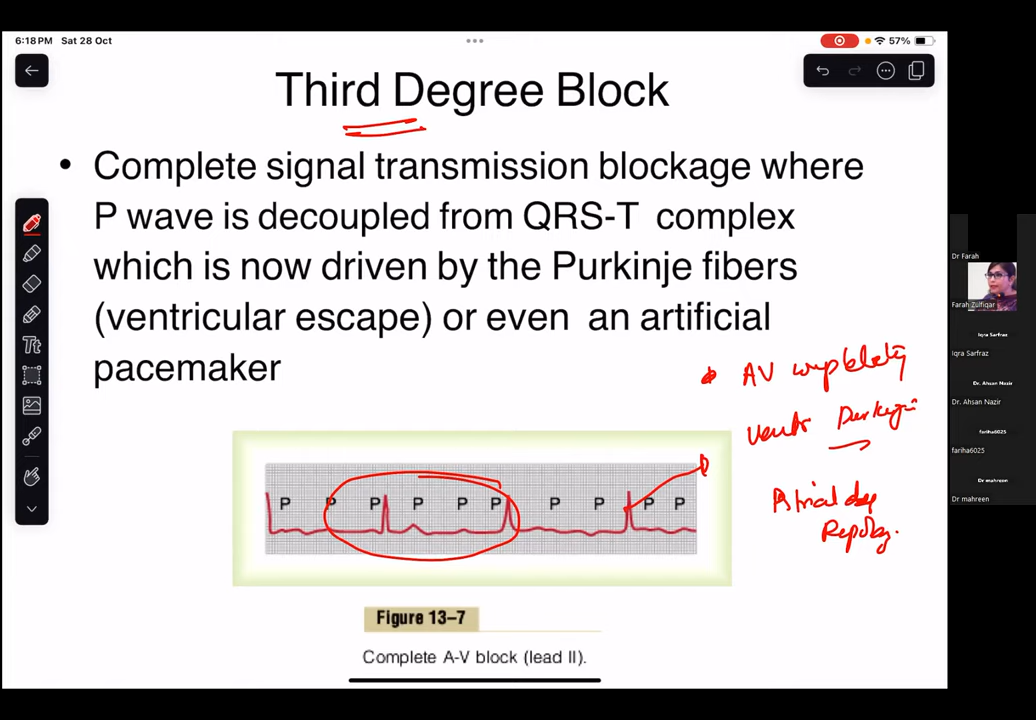 6:18 PM Sat 28 Oct
57%
Third Degree Block
• Complete signal transmission blockage where
P wave is decoupled from QRS-T complex
which is now driven by the Purkinje fibers
(ventricular escape) or even an artificial
pacemaker
AV
P P P P P P P P P P
Figure 13–7
Complete A-V block (lead II).
Tt
Dr Farah
Farah Zulfiqar
Iqra Sarfraz
Iqra Sarfraz
Dr. Ahsan Nazir
Dr. Ahsan Nazir
fariha6025
fariha6025
Dr mahreen
Dr mahreen